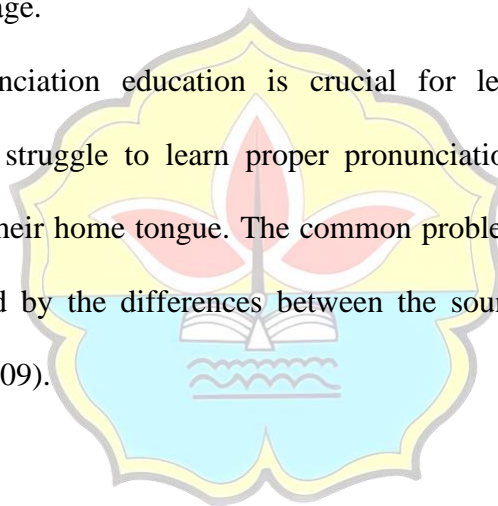 age.
nciation education is crucial for le
struggle to learn proper pronunciatio
heir home tongue. The common proble
d by the differences between the sour
09).